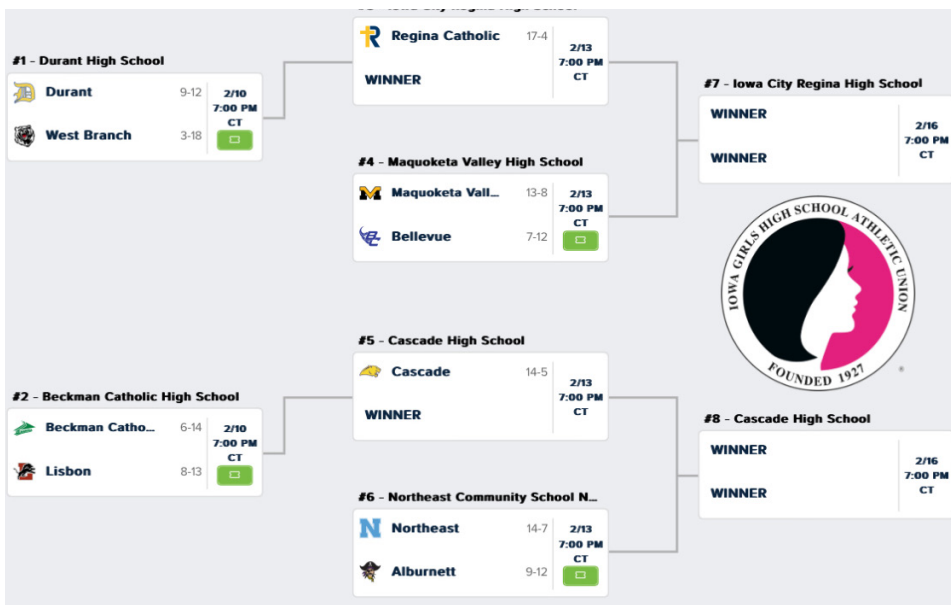 Regina Catholic 17-4
WINNER
2/13
7:00 PM
CT
#1 - Durant High School
Durant 9-12
West Branch 3-18
2/10
7:00 PM
CT
#4 - Maquoketa Valley High School
Maquoketa Vall... 13-8
Bellevue 7-12
2/13
7:00 PM
CT
#7 - Iowa City Regina High School
WINNER
WINNER
2/16
7:00 PM
CT
IOWA GIRLS HIGH SCHOOL ATHLETIC UNION
FOUNDED 1927
®
#5 - Cascade High School
Cascade 14-5
WINNER
2/13
7:00 PM
CT
#2 - Beckman Catholic High School
Beckman Catho... 6-14
Lisbon 8-13
2/10
7:00 PM
CT
#6 - Northeast Community School N...
N
Northeast 14-7
Alburnett 9-12
2/13
7:00 PM
CT
#8 - Cascade High School
WINNER
WINNER
2/16
7:00 PM
CT